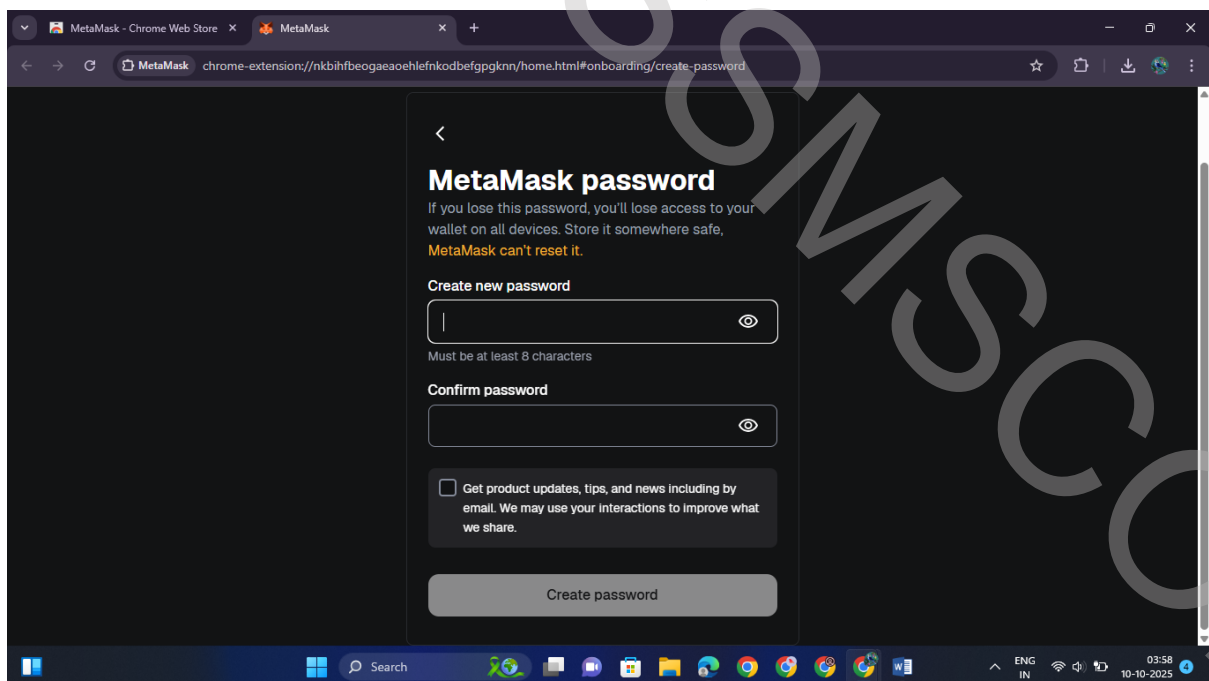 MetaMask - Chrome Web Store
MetaMask
MetaMask chrome-extension://nkbihfbeogaeaoehlefnkodbefgpgknn/home.html#onboarding/create-password
MetaMask password
If you lose this password, you'll lose access to your
wallet on all devices. Store it somewhere safe,
MetaMask can't reset it.
Create new password
Must be at least 8 characters
Confirm password
Get product updates, tips, and news including by
email. We may use your interactions to improve what
we share.
Create password
Search
ENG
IN
03:58
10-10-2025
4
SMSCO